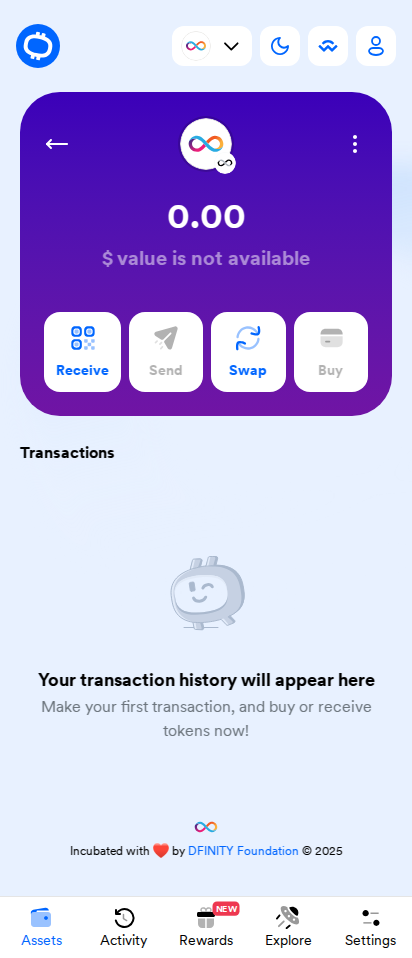 0.00
$ value is not available
Receive
Send
Swap
Buy
Transactions
Your transaction history will appear here
Make your first transaction, and buy or receive
tokens now!
Incubated with ❤️ by DFINITY Foundation © 2025
NEW
Assets
Activity
Rewards
Explore
Settings